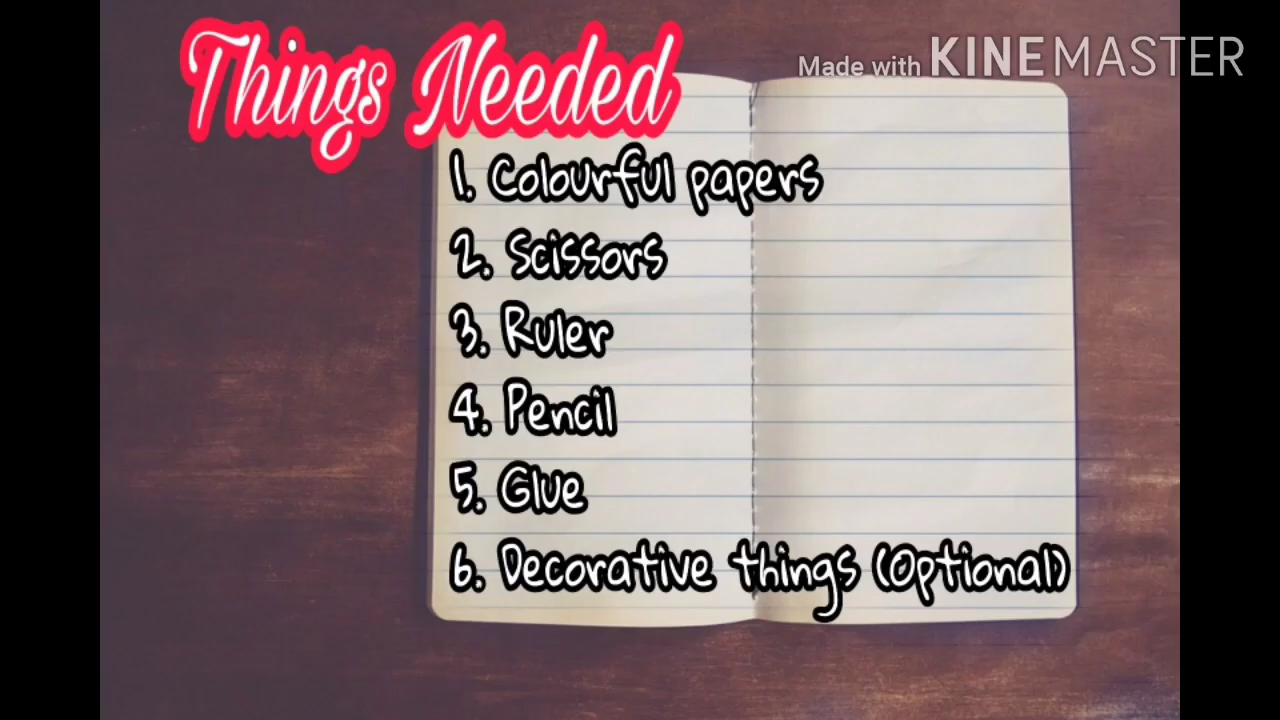 Things Needed
Made with KINEMASTER
1. Colourful papers
2. Scissors
3. Ruler
4. Pencil
5. Glue
6. Decorative things (Optional)